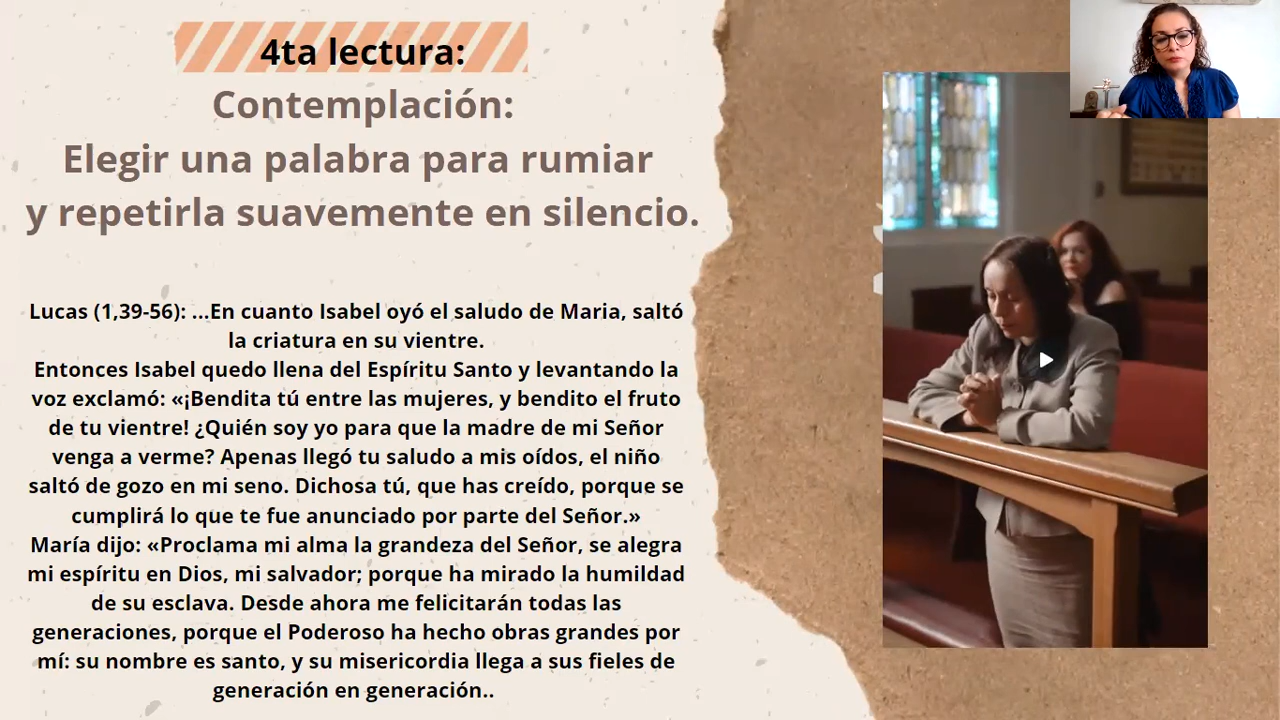 4ta lectura:
Contemplación:
Elegir una palabra para rumiar
y repetirla suavemente en silencio.
Lucas (1,39-56): ...En cuanto Isabel oyó el saludo de Maria, saltó
la criatura en su vientre.
Entonces Isabel quedo llena del Espíritu Santo y levantando la
voz exclamó: «¡Bendita tú entre las mujeres, y bendito el fruto
de tu vientre! ¿Quién soy yo para que la madre de mi Señor
venga a verme? Apenas llegó tu saludo a mis oídos, el niño
saltó de gozo en mi seno. Dichosa tú, que has creído, porque se
cumplirá lo que te fue anunciado por parte del Señor.»
María dijo: «Proclama mi alma la grandeza del Señor, se alegra
mi espíritu en Dios, mi salvador; porque ha mirado la humildad
de su esclava. Desde ahora me felicitarán todas las
generaciones, porque el Poderoso ha hecho obras grandes por
mí: su nombre es santo, y su misericordia llega a sus fieles de
generación en generación..